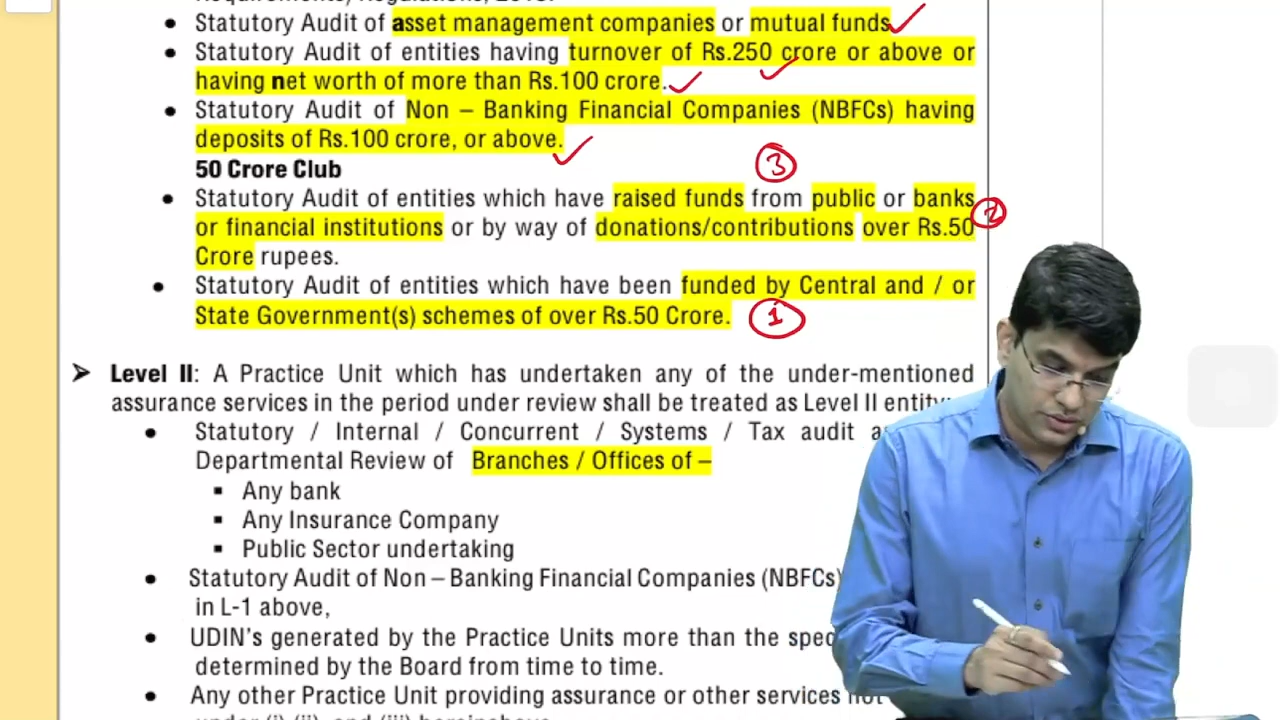 Statutory Audit of asset management companies or mutual funds
Statutory Audit of entities having turnover of Rs.250 crore or above or
having net worth of more than Rs.100 crore.
Statutory Audit of Non – Banking Financial Companies (NBFCs) having
deposits of Rs.100 crore, or above.
50 Crore Club
3
Statutory Audit of entities which have raised funds from public or banks
2
or financial institutions or by way of donations/contributions over Rs.50
Crore rupees.
Statutory Audit of entities which have been funded by Central and / or
State Government(s) schemes of over Rs.50 Crore.
1
Level II: A Practice Unit which has undertaken any of the under-mentioned
assurance services in the period under review shall be treated as Level II entity:
Statutory / Internal / Concurrent / Systems / Tax audit
Departmental Review of Branches / Offices of –
Any bank
Any Insurance Company
Public Sector undertaking
Statutory Audit of Non – Banking Financial Companies (NBFCs)
in L-1 above,
UDIN's generated by the Practice Units more than the
determined by the Board from time to time.
Any other Practice Unit providing assurance or other services